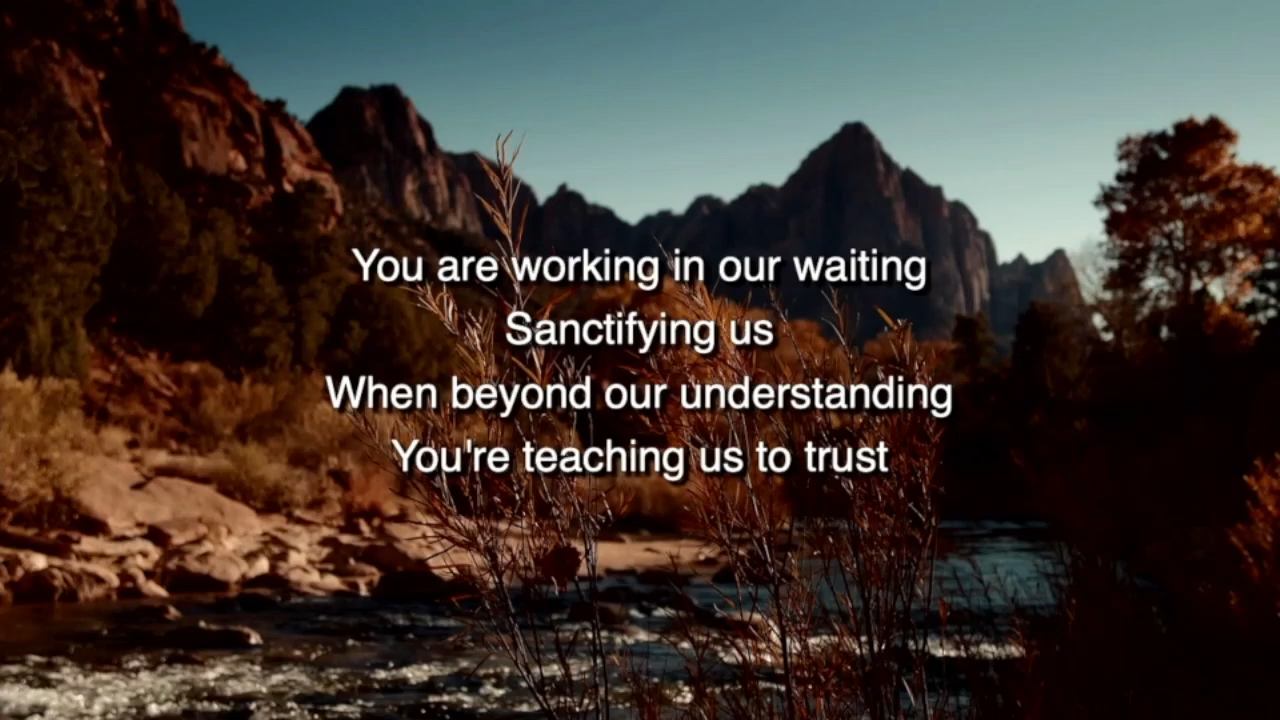 You are working in our waiting
Sanctifying us
When beyond our understanding
You're teaching us to trust